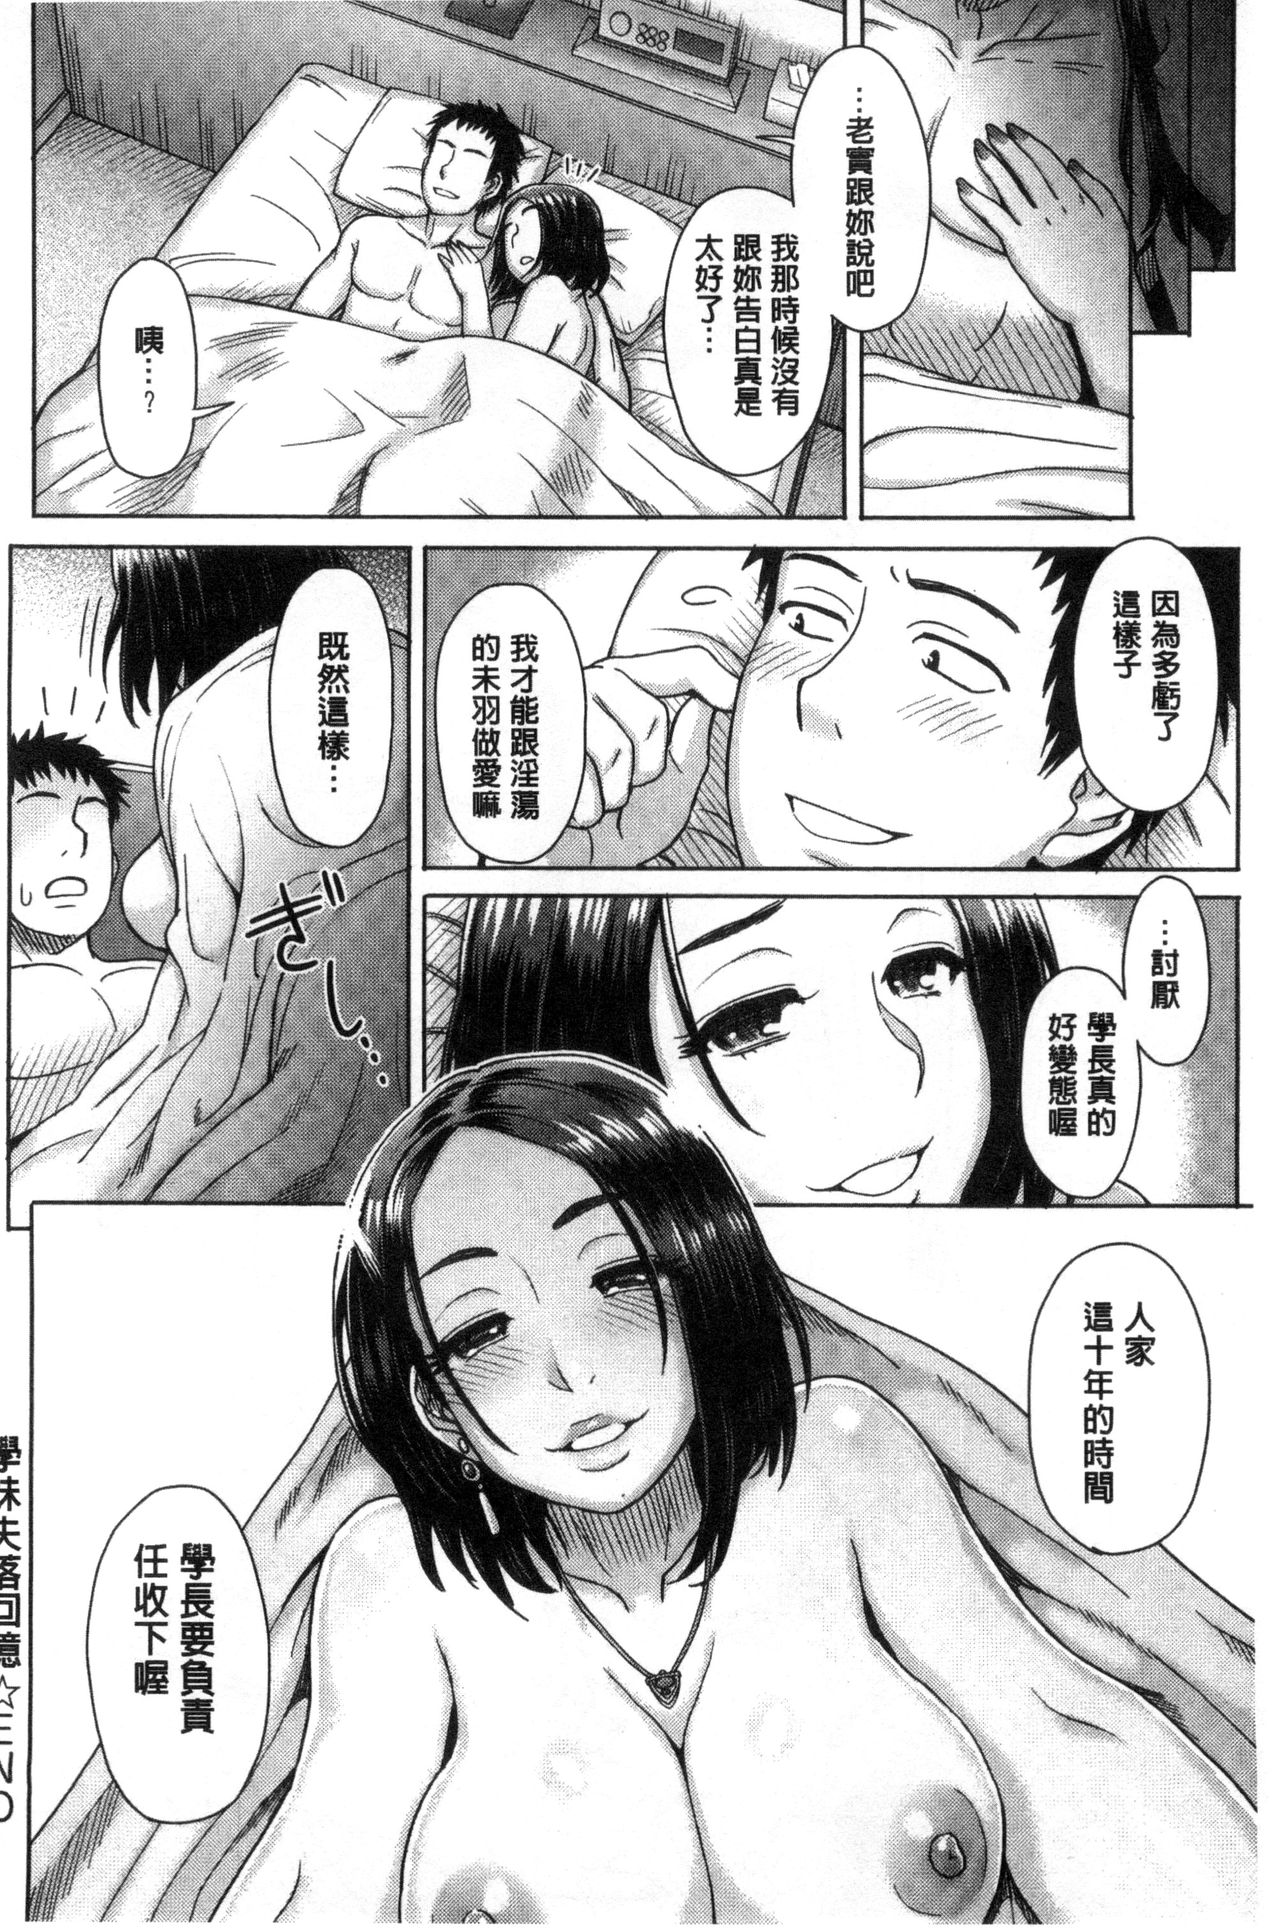 …老實跟妳說吧
我那時候沒有
跟妳告白真是
太好了…
咦…?
因為多虧了
這樣子
我才能跟淫蕩
的未羽做愛嘛
…討厭
學長真的
好變態喔
既然這樣…
ぎし…
人家
這十年的時間
學長要負責
任收下喔
學妹失落回憶☆END